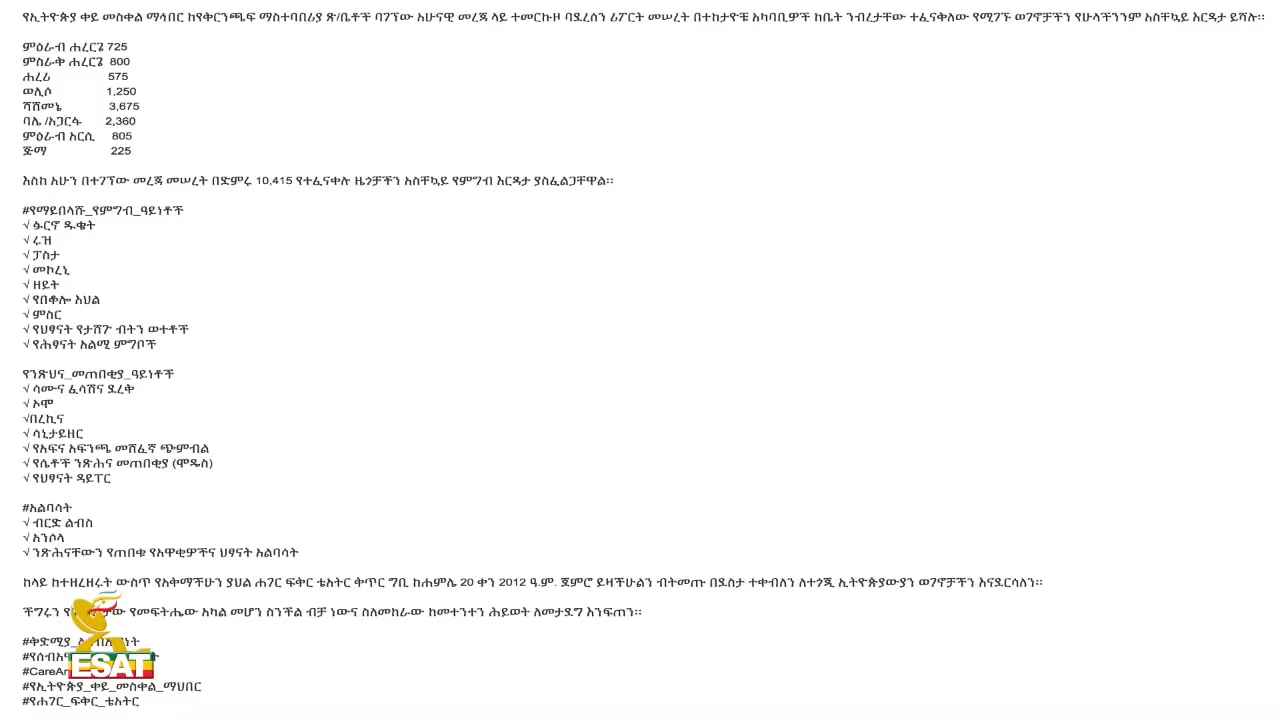 የኢትዮጵያ ቀይ መስቀል ማኅበር ከየቅርንጫፍ ማስተባበሪያ ጽ/ቤቶች ባገኘው አሁናዊ መረጃ ላይ ተመርኩዞ ባደረሰን ሪፖርት መሠረት በተከታዮቹ አካባቢዎች ከቤት ንብረታቸው ተፈናቅለው የሚገኙ ወገኖቻችን የሁላችንንም አስቸኳይ እርዳታ ይሻሉ፡፡
ምዕራብ ሐረርጌ 725
ምስራቅ ሐረርጌ 800
ሐረሪ 575
ወሊሶ 1,250
ሻሸመኔ 3,675
ባሌ /አጋርፋ 2,360
ምዕራብ አርሲ 805
ጅማ 225
እስከ አሁን በተገኘው መረጃ መሠረት በድምሩ 10,415 የተፈናቀሉ ዜጎቻችን አስቸኳይ የምግብ እርዳታ ያስፈልጋቸዋል፡፡
#የማይበላሹ_የምግብ_ዓይነቶች
√ ፉርኖ ዱቄት
√ ሩዝ
√ ፓስታ
√ መኮረኒ
√ ዘይት
√ የበቆሎ እህል
√ ምስር
√ የህፃናት የታሸጉ ብትን ወተቶች
√ የሕፃናት አልሚ ምግቦች
የንጽህና_መጠበቂያ_ዓይነቶች
√ ሳሙና ፈሳሽና ደረቅ
√ ኦሞ
√በረኪና
√ ሳኒታይዘር
√ የአፍና አፍንጫ መሸፈኛ ጭምብል
√ የሴቶች ንጽሕና መጠበቂያ (ሞዴስ)
√ የህፃናት ዳይፐር
#አልባሳት
√ ብርድ ልብስ
√ አንሶላ
√ ንጽሕናቸውን የጠበቁ የአዋቂዎችና ህፃናት አልባሳት
ከላይ ከተዘረዘሩት ውስጥ የአቅማችሁን ያህል ሐገር ፍቅር ቴአትር ቅጥር ግቢ ከሐምሌ 20 ቀን 2012 ዓ.ም. ጀምሮ ይዛችሁልን ብትመጡ በደስታ ተቀብለን ለተጎጂ ኢትዮጵያውያን ወገኖቻችን እናደርሳለን፡፡
ችግሩን የመፍትሔው አካል መሆን ስንችል ብቻ ነውና ስለመከራው ከመተንተን ሕይወት ለመታደግ እንፍጠን፡፡
#ቅድሚያ
#CareAn
ESAT
#የኢትዮጵያ_ቀይ_መስቀል_ማህበር
#የሐገር_ፍቅር_ቴአትር